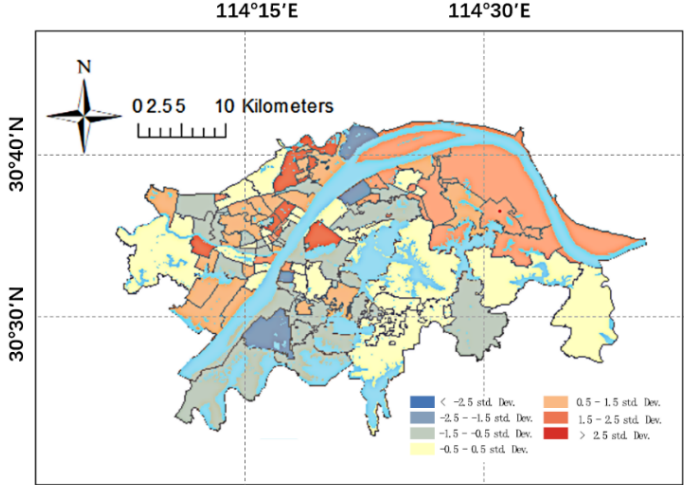 114°15′E 114°30′E
N
0 2.5 5 10 Kilometers
30°40′N
30°30′N
< -2.5 std. Dev.
-2.5 - -1.5 std. Dev.
-1.5 - -0.5 std. Dev.
-0.5 - 0.5 std. Dev.
0.5 - 1.5 std. Dev.
1.5 - 2.5 std. Dev.
> 2.5 std. Dev.